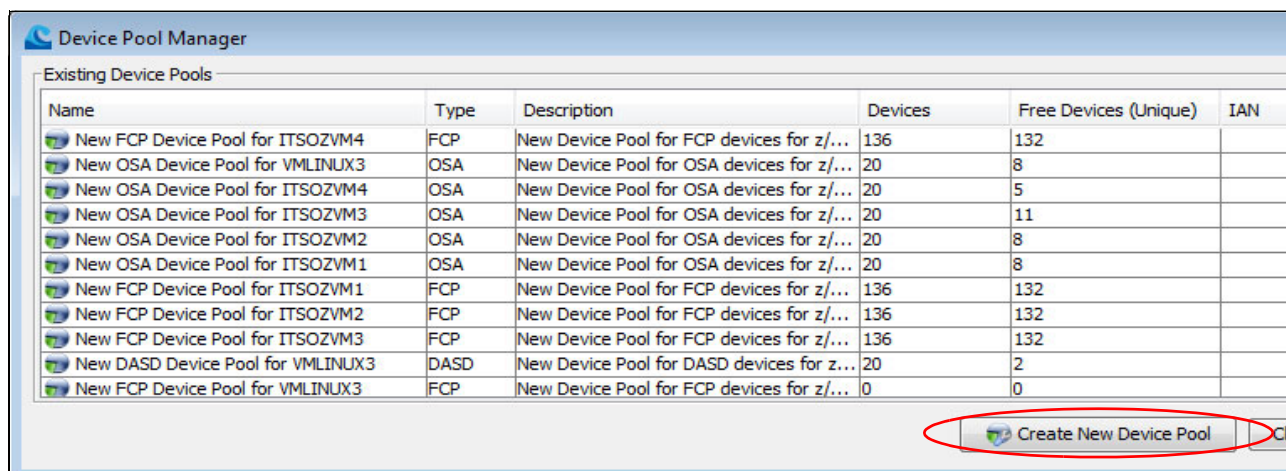 Device Pool Manager
Existing Device Pools
Name Type Description Devices Free Devices (Unique) IAN
New FCP Device Pool for ITSOZVM4 FCP New Device Pool for FCP devices for z/... 136 132
New OSA Device Pool for VMLINUX3 OSA New Device Pool for OSA devices for z/... 20 8
New OSA Device Pool for ITSOZVM4 OSA New Device Pool for OSA devices for z/... 20 5
New OSA Device Pool for ITSOZVM3 OSA New Device Pool for OSA devices for z/... 20 11
New OSA Device Pool for ITSOZVM2 OSA New Device Pool for OSA devices for z/... 20 8
New OSA Device Pool for ITSOZVM1 OSA New Device Pool for OSA devices for z/... 20 8
New FCP Device Pool for ITSOZVM1 FCP New Device Pool for FCP devices for z/... 136 132
New FCP Device Pool for ITSOZVM2 FCP New Device Pool for FCP devices for z/... 136 132
New FCP Device Pool for ITSOZVM3 FCP New Device Pool for FCP devices for z/... 136 132
New DASD Device Pool for VMLINUX3 DASD New Device Pool for DASD devices for z... 20 2
New FCP Device Pool for VMLINUX3 FCP New Device Pool for FCP devices for z/... 0 0
Create New Device Pool